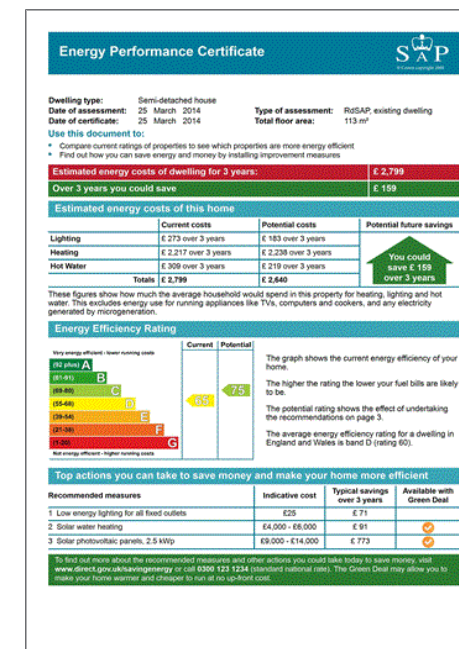 Energy Performance Certificate
SAP
Dwelling type: Semi-detached house
Date of assessment: 25 March 2014 Type of assessment: RdSAP, existing dwelling
Date of certificate: 25 March 2014 Total floor area: 113 m²
Use this document to:
• Compare current ratings of properties to see which properties are more energy efficient
• Find out how you can save energy and money by installing improvement measures
Estimated energy costs of dwelling for 3 years: £ 2,799
Over 3 years you could save £ 159
Estimated energy costs of this home
Current costs Potential costs Potential future savings
Lighting £ 273 over 3 years £ 183 over 3 years
Heating £ 2,217 over 3 years £ 2,238 over 3 years
Hot Water £ 309 over 3 years £ 219 over 3 years
Totals £ 2,799 £ 2,640
You could
save £ 159
over 3 years
These figures show how much the average household would spend in this property for heating, lighting and hot
water. This excludes energy use for running appliances like TVs, computers and cookers, and any electricity
generated by microgeneration.
Energy Efficiency Rating
Current Potential
Very energy efficient - lower running costs
(92 plus) A
(81-91) B
(69-80) C
(55-68) D
(39-54) E
(21-38) F
(1-20) G
Not energy efficient - higher running costs
65
75
The graph shows the current energy efficiency of your
home.
The higher the rating the lower your fuel bills are likely
to be.
The potential rating shows the effect of undertaking
the recommendations on page 3.
The average energy efficiency rating for a dwelling in
England and Wales is band D (rating 60).
Top actions you can take to save money and make your home more efficient
Recommended measures Indicative cost Typical savings over 3 years Available with Green Deal
1 Low energy lighting for all fixed outlets £25 £ 71
2 Solar water heating £4,000 - £6,000 £ 91
3 Solar photovoltaic panels, 2.5 kWp £9,000 - £14,000 £ 773
To find out more about the recommended measures and other actions you could take today to save money, visit
www.direct.gov.uk/savingenergy or call 0300 123 1234 (standard national rate). The Green Deal may allow you to
make your home warmer and cheaper to run at no up-front cost.